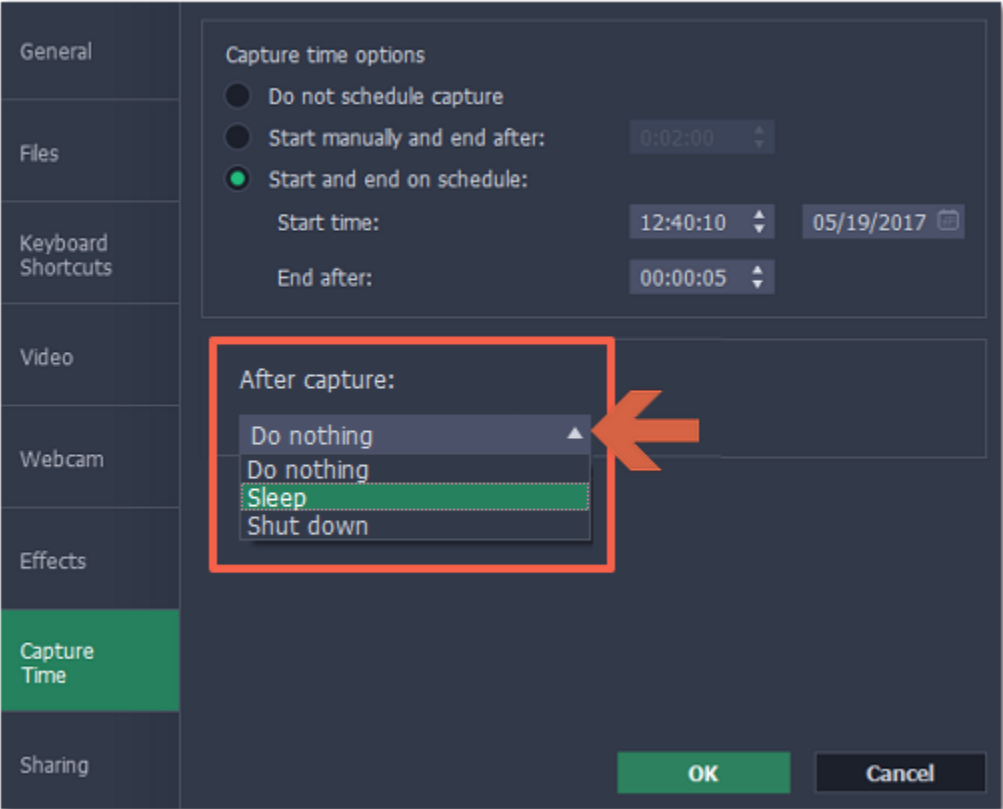 General
Files
Keyboard
Shortcuts
Video
Webcam
Effects
Capture
Time
Sharing
Capture time options
Do not schedule capture
Start manually and end after: 0:02:00
Start and end on schedule:
Start time: 12:40:10 05/19/2017
End after: 00:00:05
After capture:
Do nothing
Do nothing
Sleep
Shut down
OK Cancel